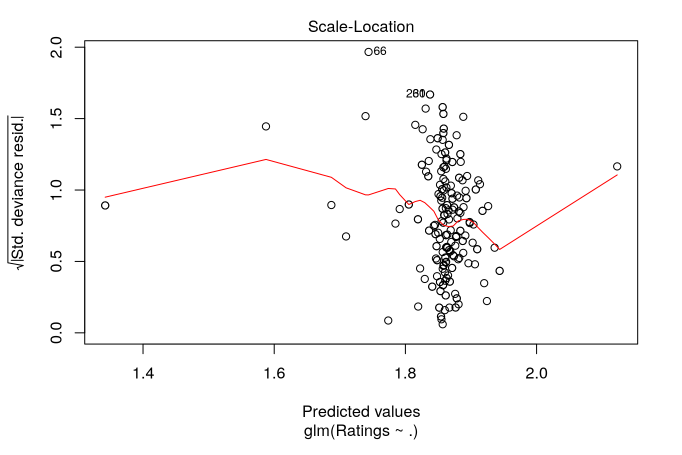 Scale-Location
√|Std. deviance resid.|
2.0
1.5
1.0
0.5
0.0
66
1.4 1.6 1.8 2.0
Predicted values
glm(Ratings ~ .)